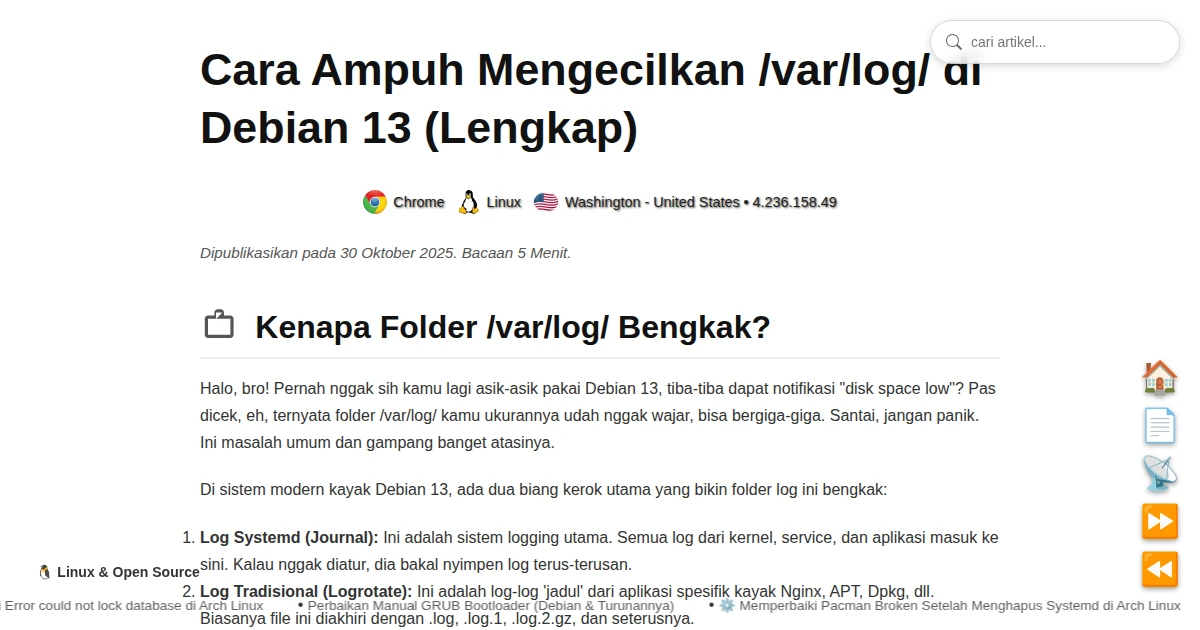 cari artikel...
Cara Ampuh Mengecilkan /var/log/ di
Debian 13 (Lengkap)
Chrome Linux Washington - United States • 4.236.158.49
Dipublikasikan pada 30 Oktober 2025. Bacaan 5 Menit.
Kenapa Folder /var/log/ Bengkak?
Halo, bro! Pernah nggak sih kamu lagi asik-asik pakai Debian 13, tiba-tiba dapat notifikasi "disk space low"? Pas
dicek, eh, ternyata folder /var/log/ kamu ukurannya udah nggak wajar, bisa bergiga-giga. Santai, jangan panik.
Ini masalah umum dan gampang banget atasinya.
Di sistem modern kayak Debian 13, ada dua biang kerok utama yang bikin folder log ini bengkak:
1. Log Systemd (Journal): Ini adalah sistem logging utama. Semua log dari kernel, service, dan aplikasi masuk ke
sini. Kalau nggak diatur, dia bakal nyimpen log terus-terusan.
Linux & Open Source
2. Log Tradisional (Logrotate): Ini adalah log-log 'jadul' dari aplikasi spesifik kayak Nginx, APT, Dpkg, dll.
i Error could not lock database di Arch Linux • Perbaikan Manual GRUB Bootloader (Debian & Turunannya) • Memperbaiki Pacman Broken Setelah Menghapus Systemd di Arch Linux
Biasanya file ini diakhiri dengan .log, .log.1, .log.2.gz, dan seterusnya.